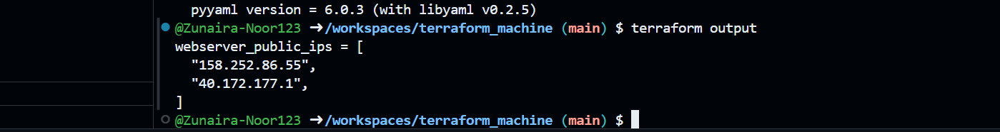 pyyaml version = 6.0.3 (with libyaml v0.2.5)
@Zunaira-Noor123 ➜/workspaces/terraform_machine (main) $ terraform output
webserver_public_ips = [
  "158.252.86.55",
  "40.172.177.1",
]
@Zunaira-Noor123 ➜/workspaces/terraform_machine (main) $